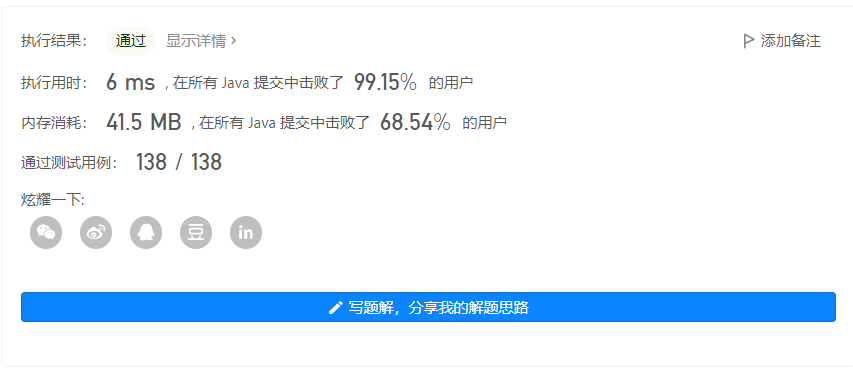 执行结果： 通过 显示详情 › 添加备注
执行用时： 6 ms , 在所有 Java 提交中击败了 99.15% 的用户
内存消耗： 41.5 MB , 在所有 Java 提交中击败了 68.54% 的用户
通过测试用例： 138 / 138
炫耀一下:
豆 in
写题解，分享我的解题思路